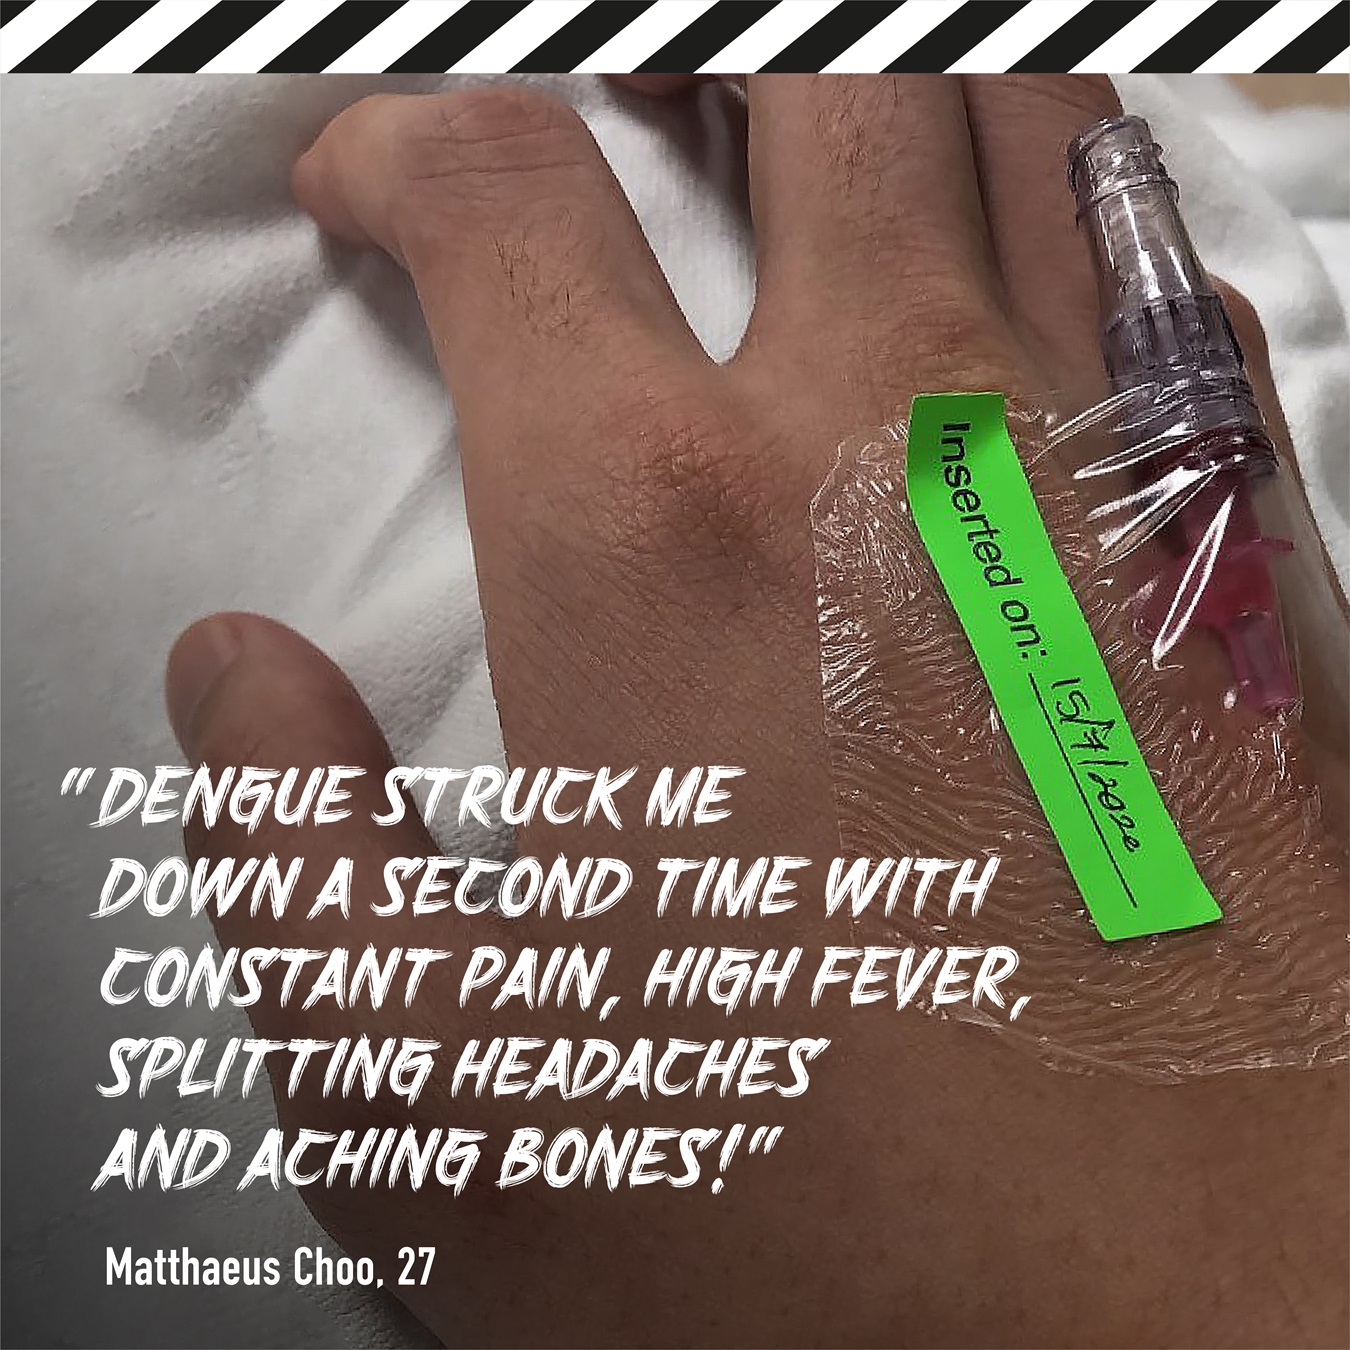 Inserted on: 15/7/2020
"DENGUE STRUCK ME
DOWN A SECOND TIME WITH
CONSTANT PAIN, HIGH FEVER,
SPLITTING HEADACHES
AND ACHING BONES!"
Matthaeus Choo, 27